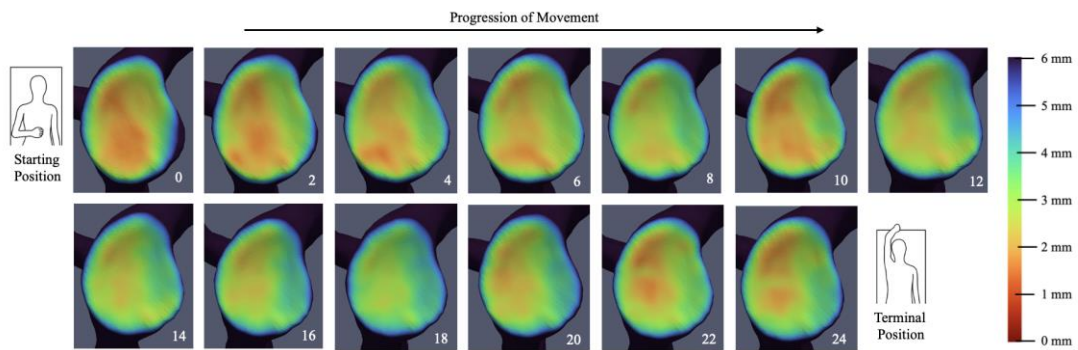 Progression of Movement
Starting
Position
0
2
4
6
8
10
12
14
16
18
20
22
24
Terminal
Position
6 mm
5 mm
4 mm
3 mm
2 mm
1 mm
0 mm